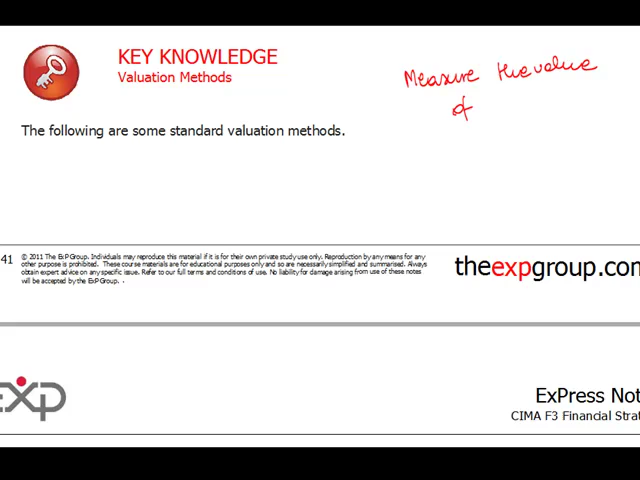 KEY KNOWLEDGE
Valuation Methods
Measure the value
of
The following are some standard valuation methods.
41
© 2011 The ExP Group. Individuals may reproduce this material if it is for their own private study use only. Reproduction by any means for any
other purpose is prohibited. These course materials are for educational purposes only and so are necessarily simplified and summarised. Always
obtain expert advice on any specific issue. Refer to our full terms and conditions of use. No liability for damage arising from use of these notes
will be accepted by the ExP Group. .
theexpgroup.com
exp
ExPress Not
CIMA F3 Financial Strat